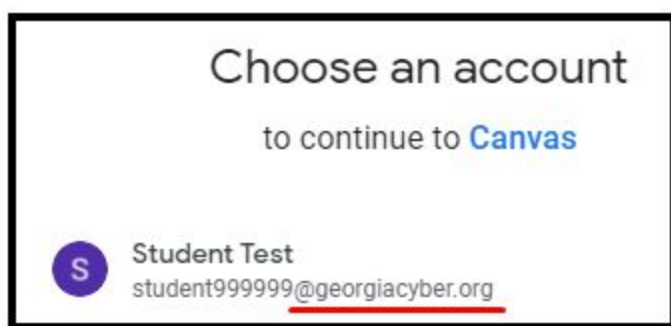 Choose an account
to continue to Canvas
S
Student Test
student999999@georgiacyber.org